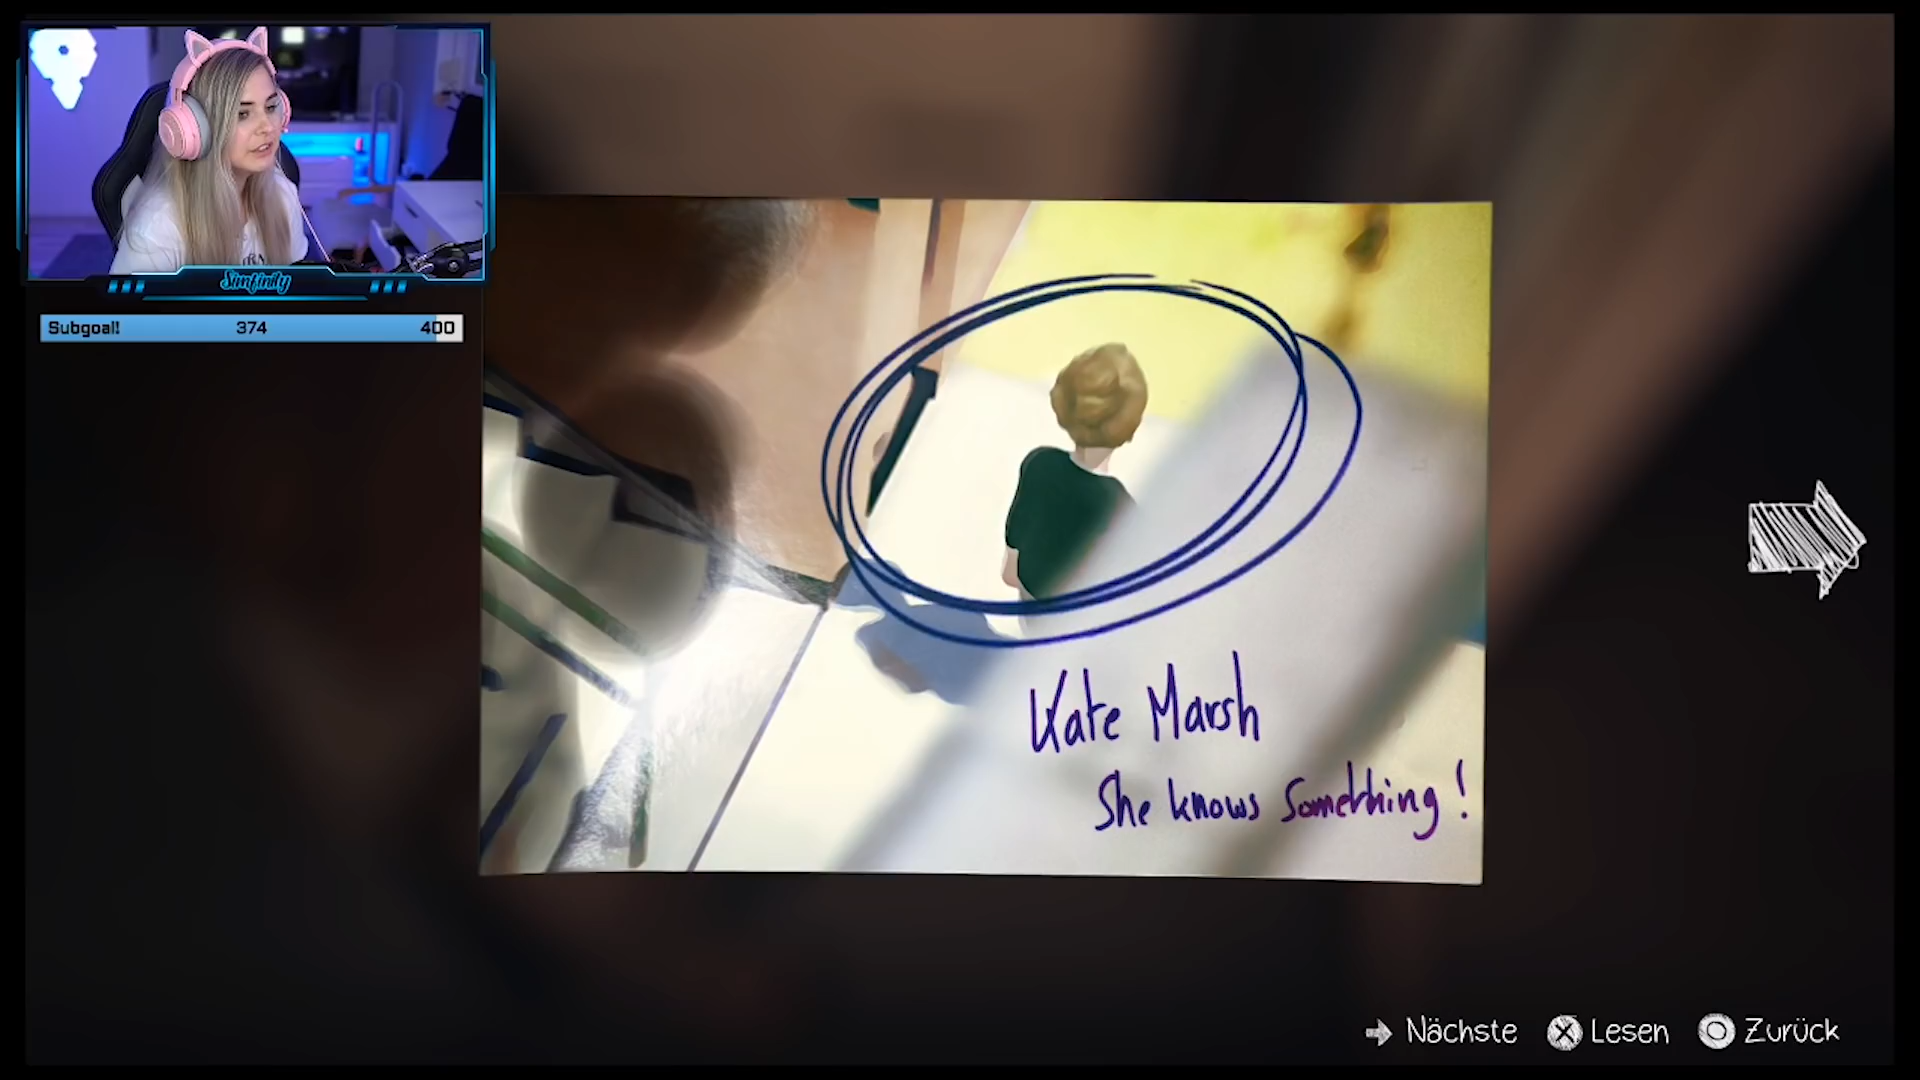 Simfinity
Subgoal! 374 400
Kate Marsh
She knows Something!
Nächste Lesen Zurück